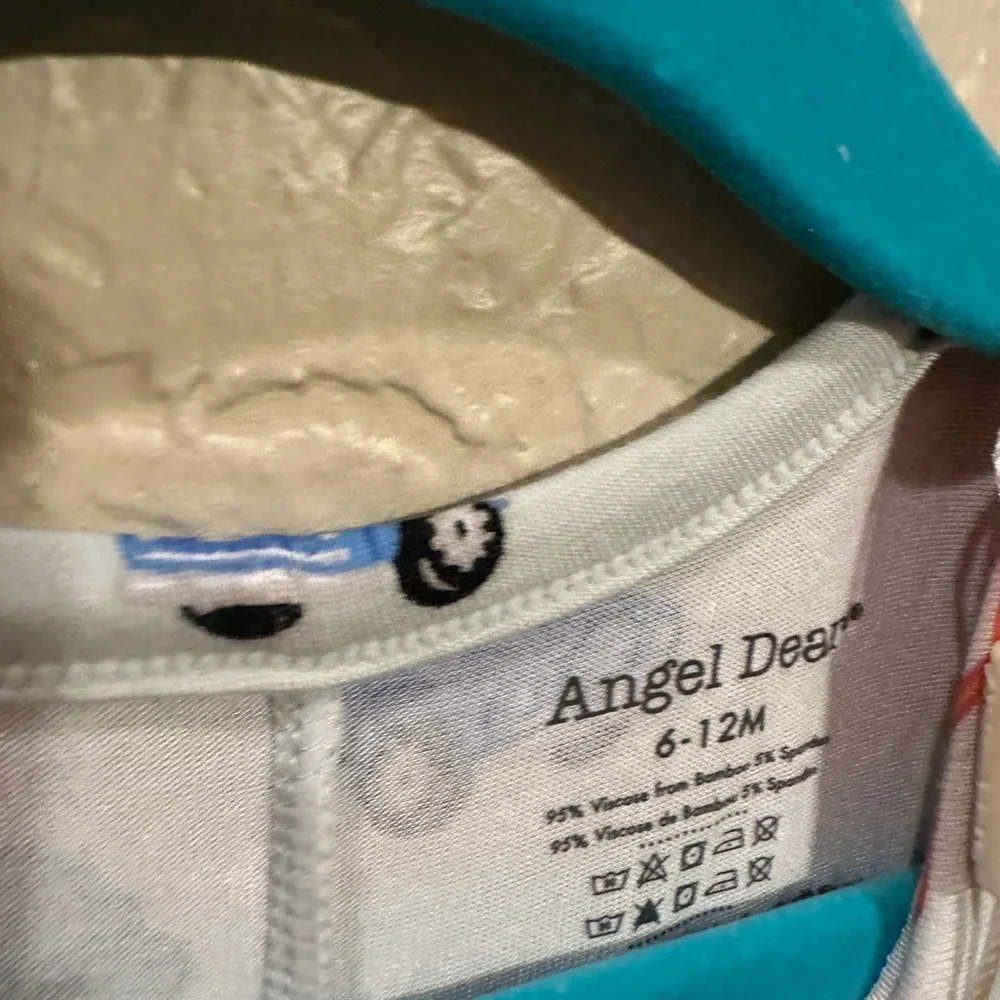 Angel Dear®
6-12M
95% Viscose from Bamboo 5% Spandex
95% Viscose de Bambou 5% Spandex